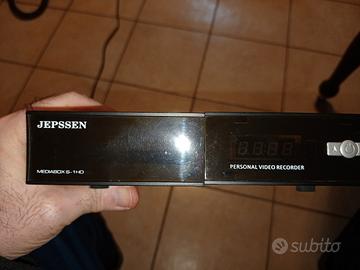 JEPSSEN
MEDIABOX S-1HD
PERSONAL VIDEO RECORDER
subito